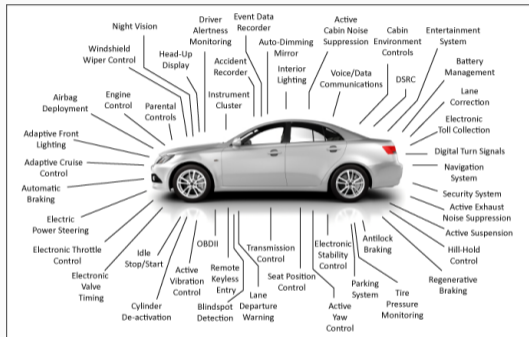 Night Vision
Driver
Alertness
Monitoring
Event Data
Recorder
Active
Cabin Noise
Suppression
Cabin
Environment
Controls
Entertainment
System
Windshield
Wiper Control
Head-Up
Display
Accident
Recorder
Auto-Dimming
Mirror
Interior
Lighting
Voice/Data
Communications
DSRC
Battery
Management
Airbag
Deployment
Engine
Control
Parental
Controls
Instrument
Cluster
Lane
Correction
Electronic
Toll Collection
Adaptive Front
Lighting
Digital Turn Signals
Adaptive Cruise
Control
Navigation
System
Automatic
Braking
Security System
Electric
Power Steering
Active Exhaust
Noise Suppression
Active Suspension
Electronic Throttle
Control
Idle
Stop/Start
OBDII
Transmission
Control
Electronic
Stability
Control
Antilock
Braking
Hill-Hold
Control
Electronic
Valve
Timing
Active
Vibration
Control
Remote
Keyless
Entry
Seat Position
Control
Parking
System
Regenerative
Braking
Cylinder
De-activation
Blindspot
Detection
Lane
Departure
Warning
Active
Yaw
Control
Tire
Pressure
Monitoring